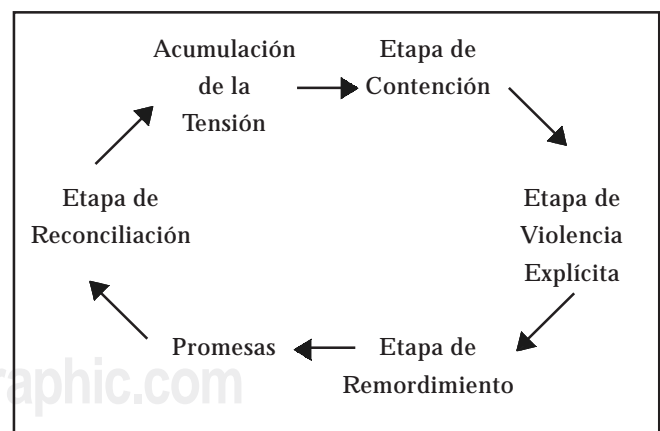 Acumulación
de la
Tensión
Etapa de
Contención
Etapa de
Violencia
Explícita
Etapa de
Remordimiento
Promesas
Etapa de
Reconciliación
raphic.com